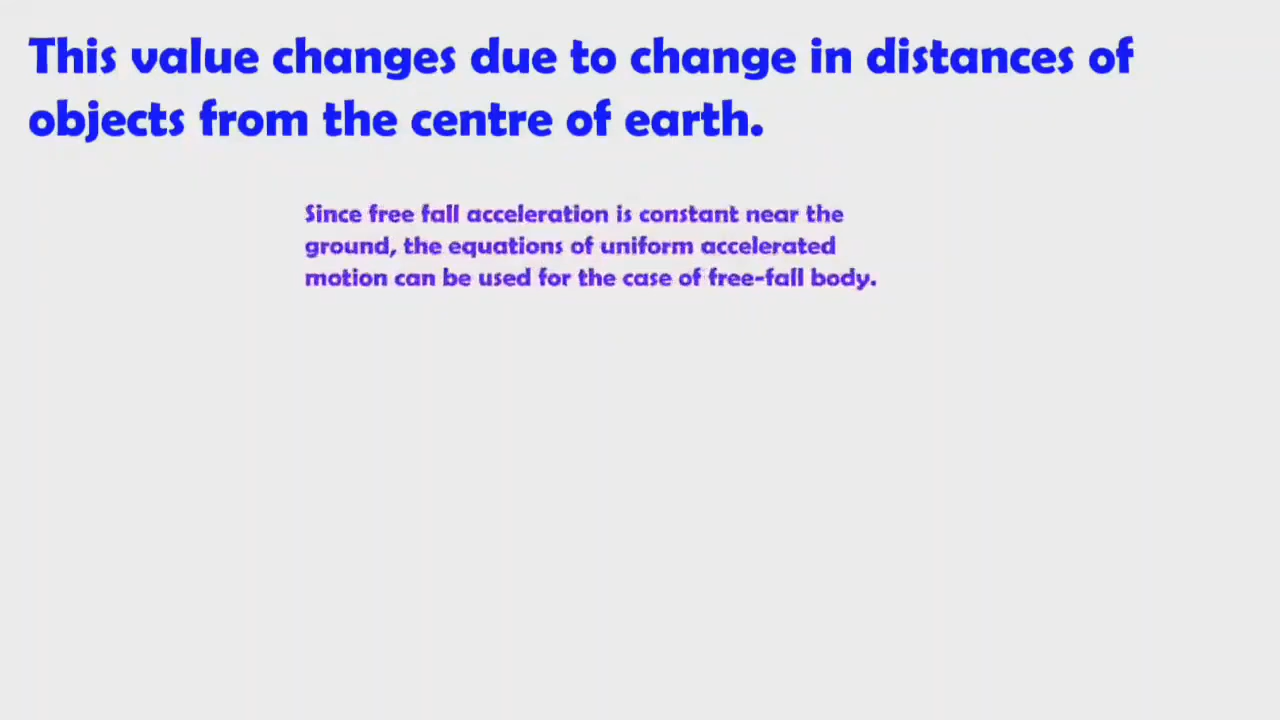 This value changes due to change in distances of
objects from the centre of earth.
Since free fall acceleration is constant near the
ground, the equations of uniform accelerated
motion can be used for the case of free-fall body.